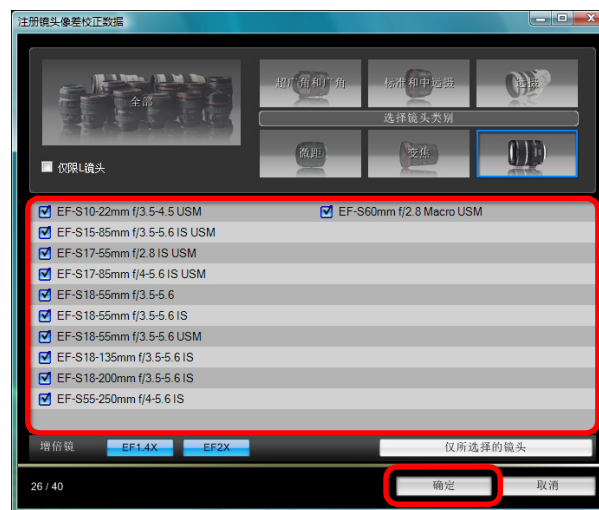 注册镜头像差校正数据
全部
超广角和广角
标准和中远摄
远摄
选择镜头类别
仅限L镜头
微距
变焦
EF-S10-22mm f/3.5-4.5 USM
EF-S60mm f/2.8 Macro USM
EF-S15-85mm f/3.5-5.6 IS USM
EF-S17-55mm f/2.8 IS USM
EF-S17-85mm f/4-5.6 IS USM
EF-S18-55mm f/3.5-5.6
EF-S18-55mm f/3.5-5.6 IS
EF-S18-55mm f/3.5-5.6 USM
EF-S18-135mm f/3.5-5.6 IS
EF-S18-200mm f/3.5-5.6 IS
EF-S55-250mm f/4-5.6 IS
增倍镜
EF1.4X
EF2X
仅所选择的镜头
26 / 40
确定
取消